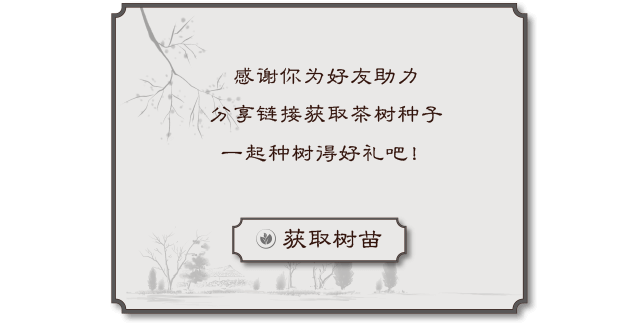 感谢你为好友助力
分享链接获取茶树种子
一起种树得好礼吧!
获取树苗